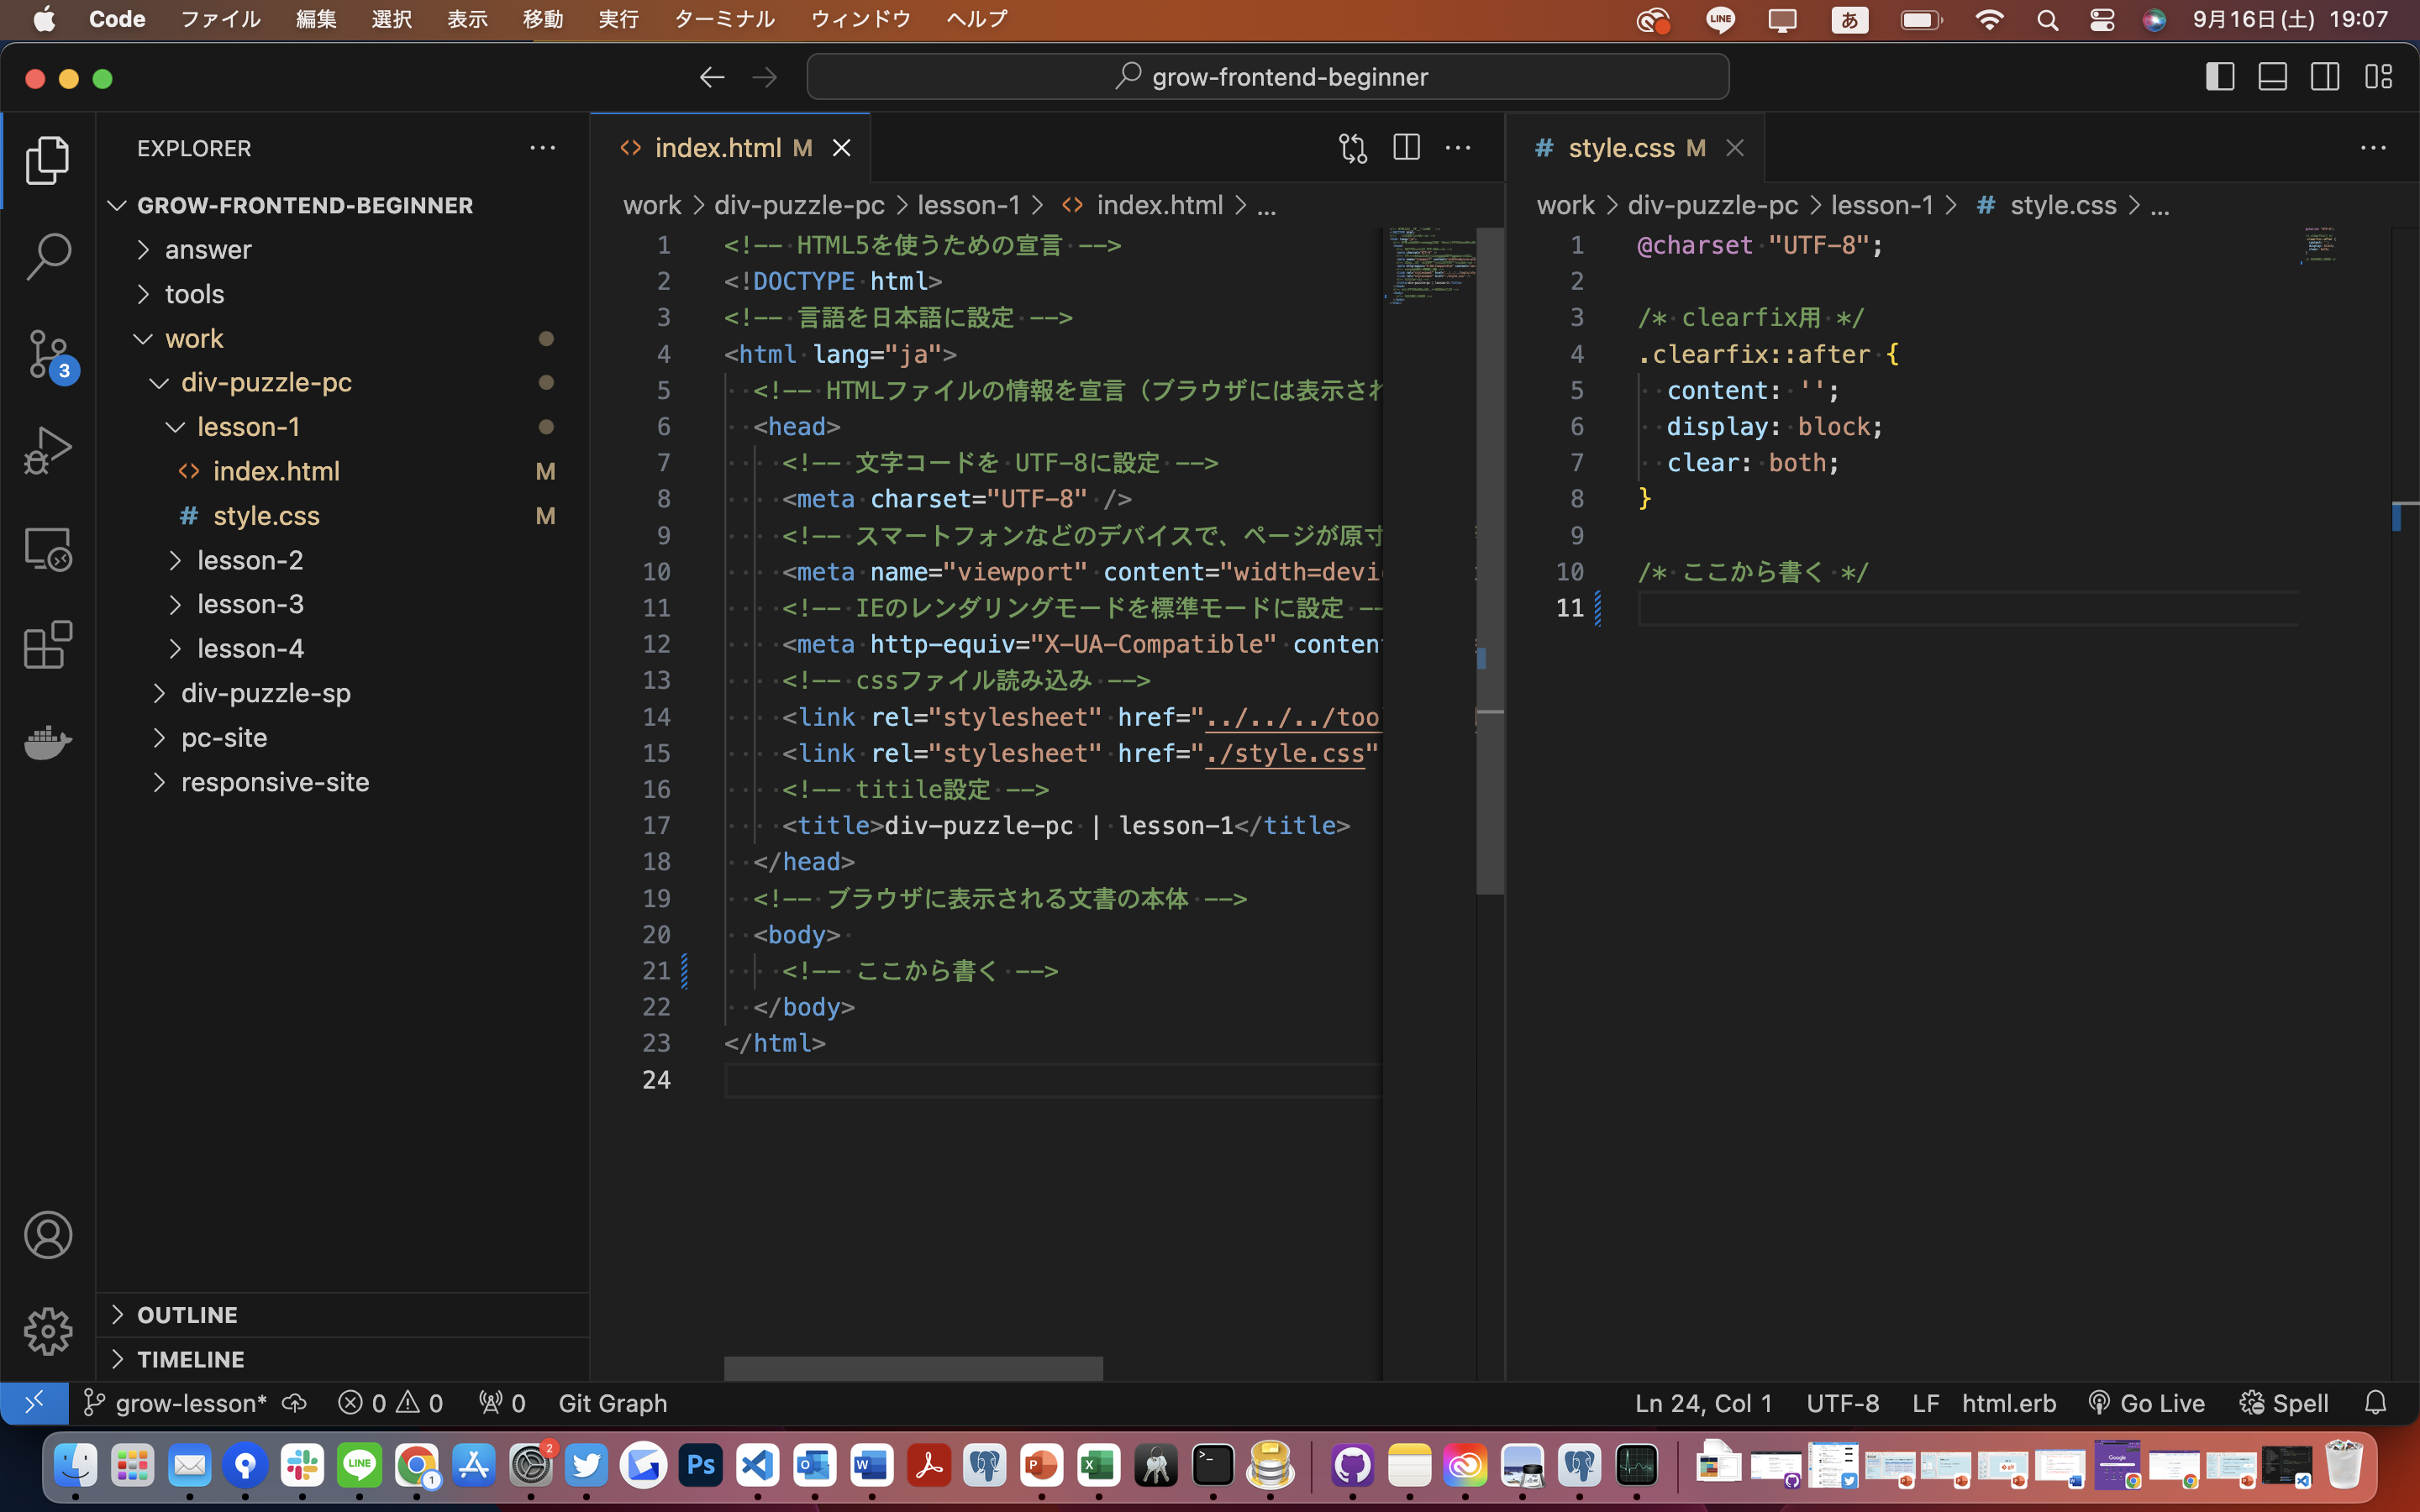 Code ファイル 編集 選択 表示 移動 実行 ターミナル ウィンドウ ヘルプ
LINE あ 9月16日(土) 19:07
grow-frontend-beginner
EXPLORER
GROW-FRONTEND-BEGINNER
answer
tools
work
div-puzzle-pc
lesson-1
index.html M
style.css M
lesson-2
lesson-3
lesson-4
div-puzzle-sp
pc-site
responsive-site
OUTLINE
TIMELINE
3
index.html M
work > div-puzzle-pc > lesson-1 > index.html > ...
1 <!-- HTML5を使うための宣言 -->
2 <!DOCTYPE html>
3 <!-- 言語を日本語に設定 -->
4 <html lang="ja">
5 <!-- HTMLファイルの情報を宣言（ブラウザには表示され
6 <head>
7 <!-- 文字コードを UTF-8に設定 -->
8 <meta charset="UTF-8" />
9 <!-- スマートフォンなどのデバイスで、ページが原寸
10 <meta name="viewport" content="width=devi
11 <!-- IEのレンダリングモードを標準モードに設定 --
12 <meta http-equiv="X-UA-Compatible" conten
13 <!-- cssファイル読み込み -->
14 <link rel="stylesheet" href="../../../too
15 <link rel="stylesheet" href="./style.css"
16 <!-- titile設定 -->
17 <title>div-puzzle-pc | lesson-1</title>
18 </head>
19 <!-- ブラウザに表示される文書の本体 -->
20 <body>
21 <!-- ここから書く -->
22 </body>
23 </html>
24
style.css M
work > div-puzzle-pc > lesson-1 > # style.css > ...
1 @charset "UTF-8";
2
3 /* clearfix用 */
4 .clearfix::after {
5 content: '';
6 display: block;
7 clear: both;
8 }
9
10 /* ここから書く */
11
grow-lesson* 0 0 0 Git Graph
Ln 24, Col 1 UTF-8 LF html.erb Go Live Spell
LINE 1 2 Ps W P X
Google